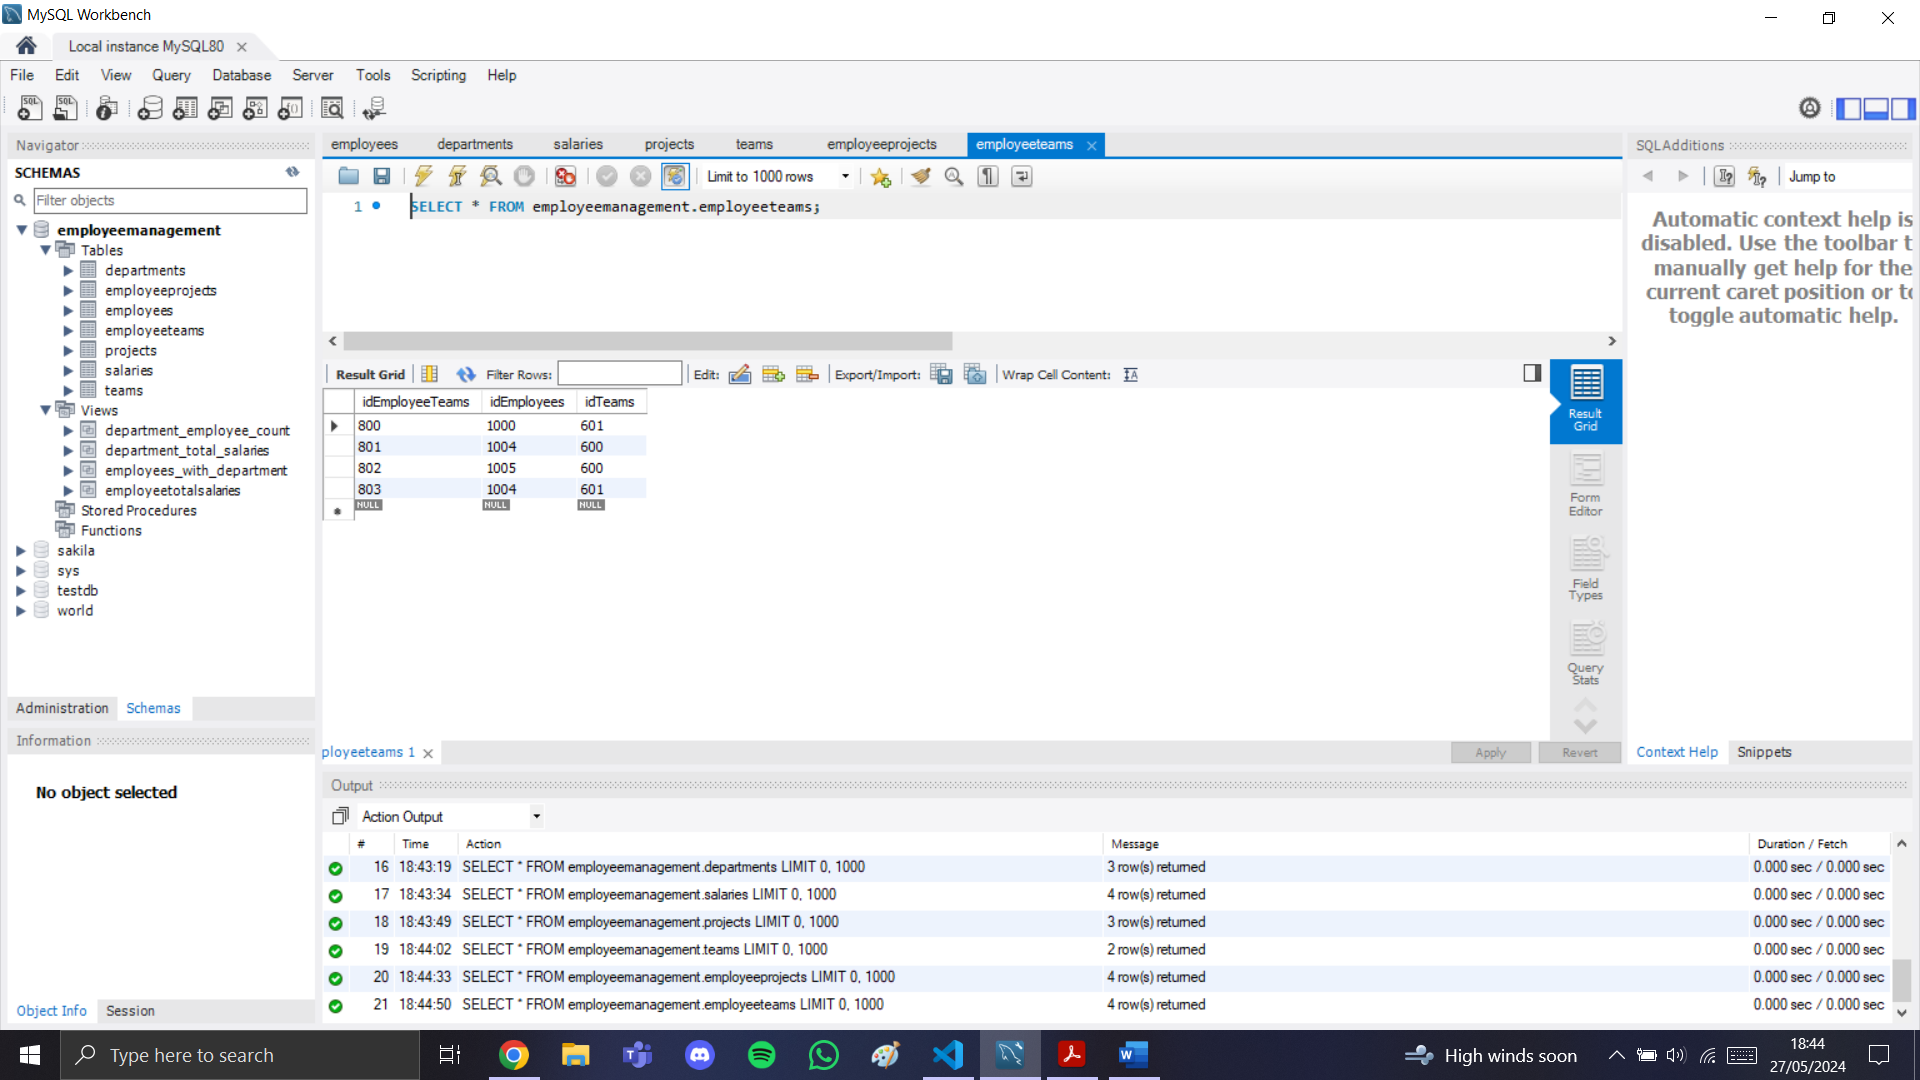 MySQL Workbench
Local instance MySQL80
File Edit View Query Database Server Tools Scripting Help
Navigator
SCHEMAS
Filter objects
employeemanagement
Tables
departments
employeeprojects
employees
employeeteams
projects
salaries
teams
Views
department_employee_count
department_total_salaries
employees_with_department
employeetotalsalaries
Stored Procedures
Functions
sakila
sys
testdb
world
Administration Schemas
Information
No object selected
Object Info Session
employees departments salaries projects teams employeeprojects employeeteams
Limit to 1000 rows
1 SELECT * FROM employeemanagement.employeeteams;
Result Grid Filter Rows: Edit: Export/Import: Wrap Cell Content:
idEmployeeTeams idEmployees idTeams
800 1000 601
801 1004 600
802 1005 600
803 1004 601
NULL NULL NULL
Result
Grid
Form
Editor
Field
Types
Query
Stats
ployeeteams 1
Apply Revert
SQLAdditions
Jump to
Automatic context help is
disabled. Use the toolbar t
manually get help for the
current caret position or to
toggle automatic help.
Context Help Snippets
Output
Action Output
# Time Action Message Duration / Fetch
16 18:43:19 SELECT * FROM employeemanagement.departments LIMIT 0, 1000 3 row(s) returned 0.000 sec / 0.000 sec
17 18:43:34 SELECT * FROM employeemanagement.salaries LIMIT 0, 1000 4 row(s) returned 0.000 sec / 0.000 sec
18 18:43:49 SELECT * FROM employeemanagement.projects LIMIT 0, 1000 3 row(s) returned 0.000 sec / 0.000 sec
19 18:44:02 SELECT * FROM employeemanagement.teams LIMIT 0, 1000 2 row(s) returned 0.000 sec / 0.000 sec
20 18:44:33 SELECT * FROM employeemanagement.employeeprojects LIMIT 0, 1000 4 row(s) returned 0.000 sec / 0.000 sec
21 18:44:50 SELECT * FROM employeemanagement.employeeteams LIMIT 0, 1000 4 row(s) returned 0.000 sec / 0.000 sec
Type here to search
High winds soon
18:44
27/05/2024